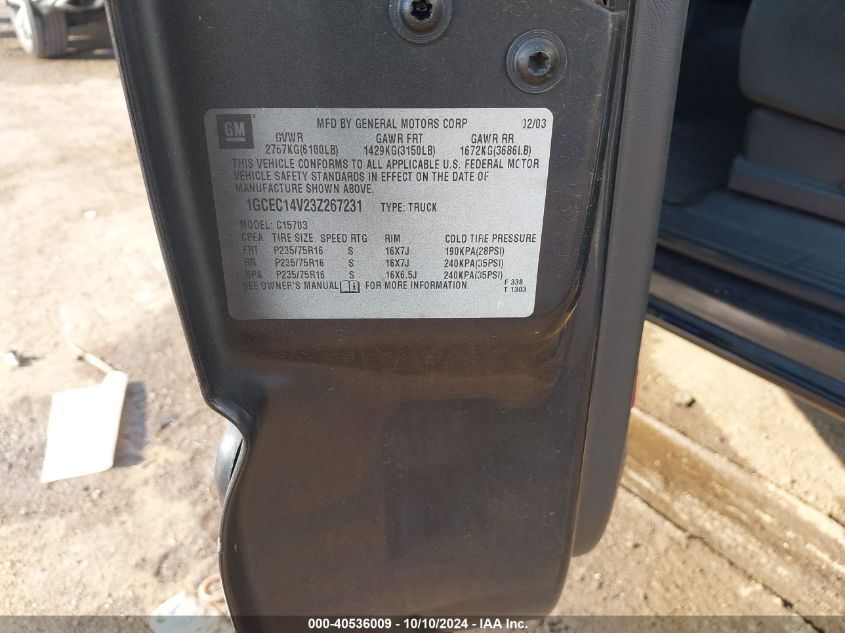 GM
MFD BY GENERAL MOTORS CORP 02/03
GVWR GAWR FRT GAWR RR
2767KG(6100LB) 1429KG(3150LB) 1672KG(3686LB)
THIS VEHICLE CONFORMS TO ALL APPLICABLE U.S. FEDERAL MOTOR
VEHICLE SAFETY STANDARDS IN EFFECT ON THE DATE OF
MANUFACTURE SHOWN ABOVE.
1GCEC14V23Z267231 TYPE: TRUCK
MODEL: C15703
CPEA TIRE SIZE SPEED RTG RIM COLD TIRE PRESSURE
FRT P235/75R16 S 16X7J 190KPA(28PSI)
RR P235/75R16 S 16X7J 240KPA(35PSI)
SPA P235/75R16 S 16X6.5J 240KPA(35PSI)
SEE OWNER'S MANUAL FOR MORE INFORMATION.
F 338
T 1303
000-40536009 - 10/10/2024 - IAA Inc.